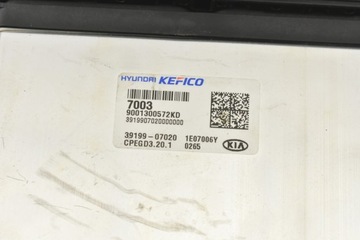 HYUNDAI KEFICO
7003
9001300572KD
3919907020000000
39199-07020 1E07006Y
CPEGD3.20.1 0265
KIA